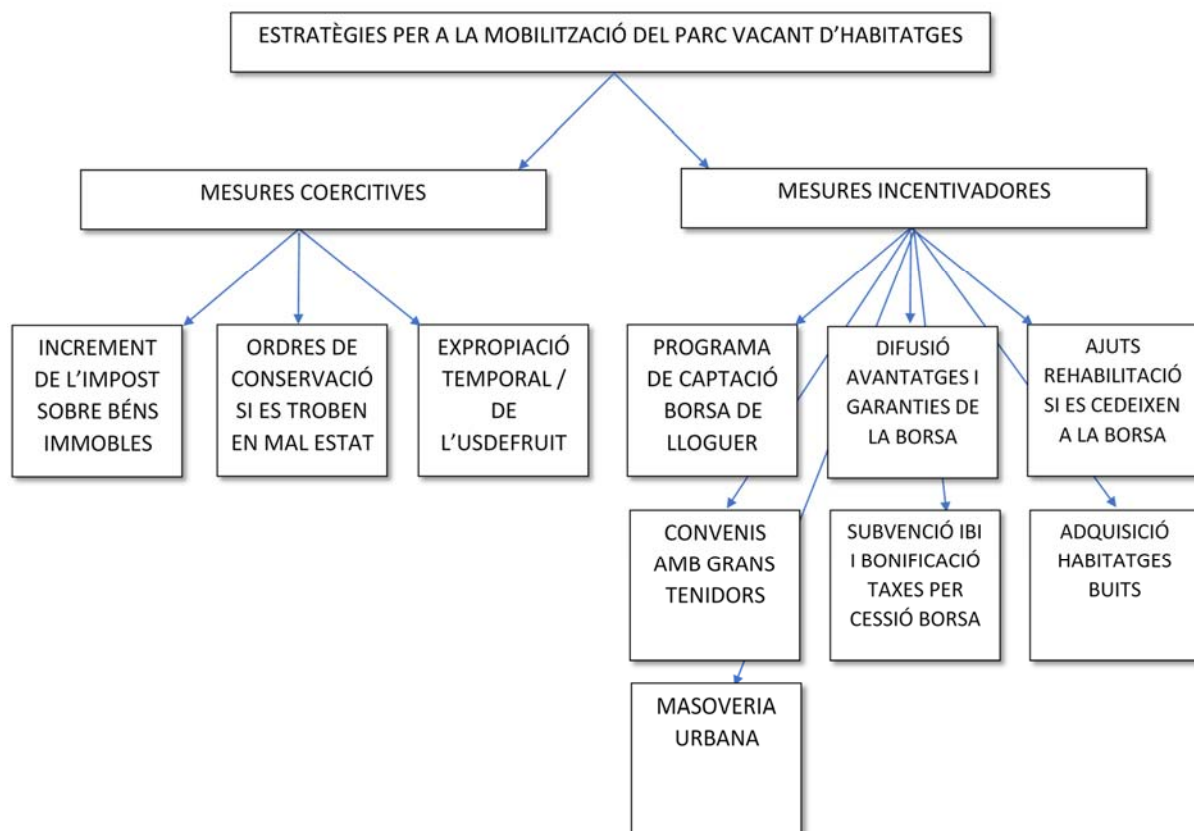 ESTRATÈGIES PER A LA MOBILITZACIÓ DEL PARC VACANT D’HABITATGES
MESURES COERCITIVES
MESURES INCENTIVADORES
INCREMENT
DE L’IMPOST
SOBRE BÉNS
IMMOBLES
ORDRES DE
CONSERVACIÓ
SI ES TROBEN
EN MAL ESTAT
EXPROPIACIÓ
TEMPORAL /
DE
L’USDEFRUIT
PROGRAMA
DE CAPTACIÓ
BORSA DE
LLOGUER
DIFUSIÓ
AVANTATGES I
GARANTIES DE
LA BORSA
AJUTS
REHABILITACIÓ
SI ES CEDEIXEN
A LA BORSA
CONVENIS
AMB GRANS
TENIDORS
SUBVENCIÓ IBI
I BONIFICACIÓ
TAXES PER
CESSIÓ BORSA
ADQUISICIÓ
HABITATGES
BUITS
MASOVERIA
URBANA